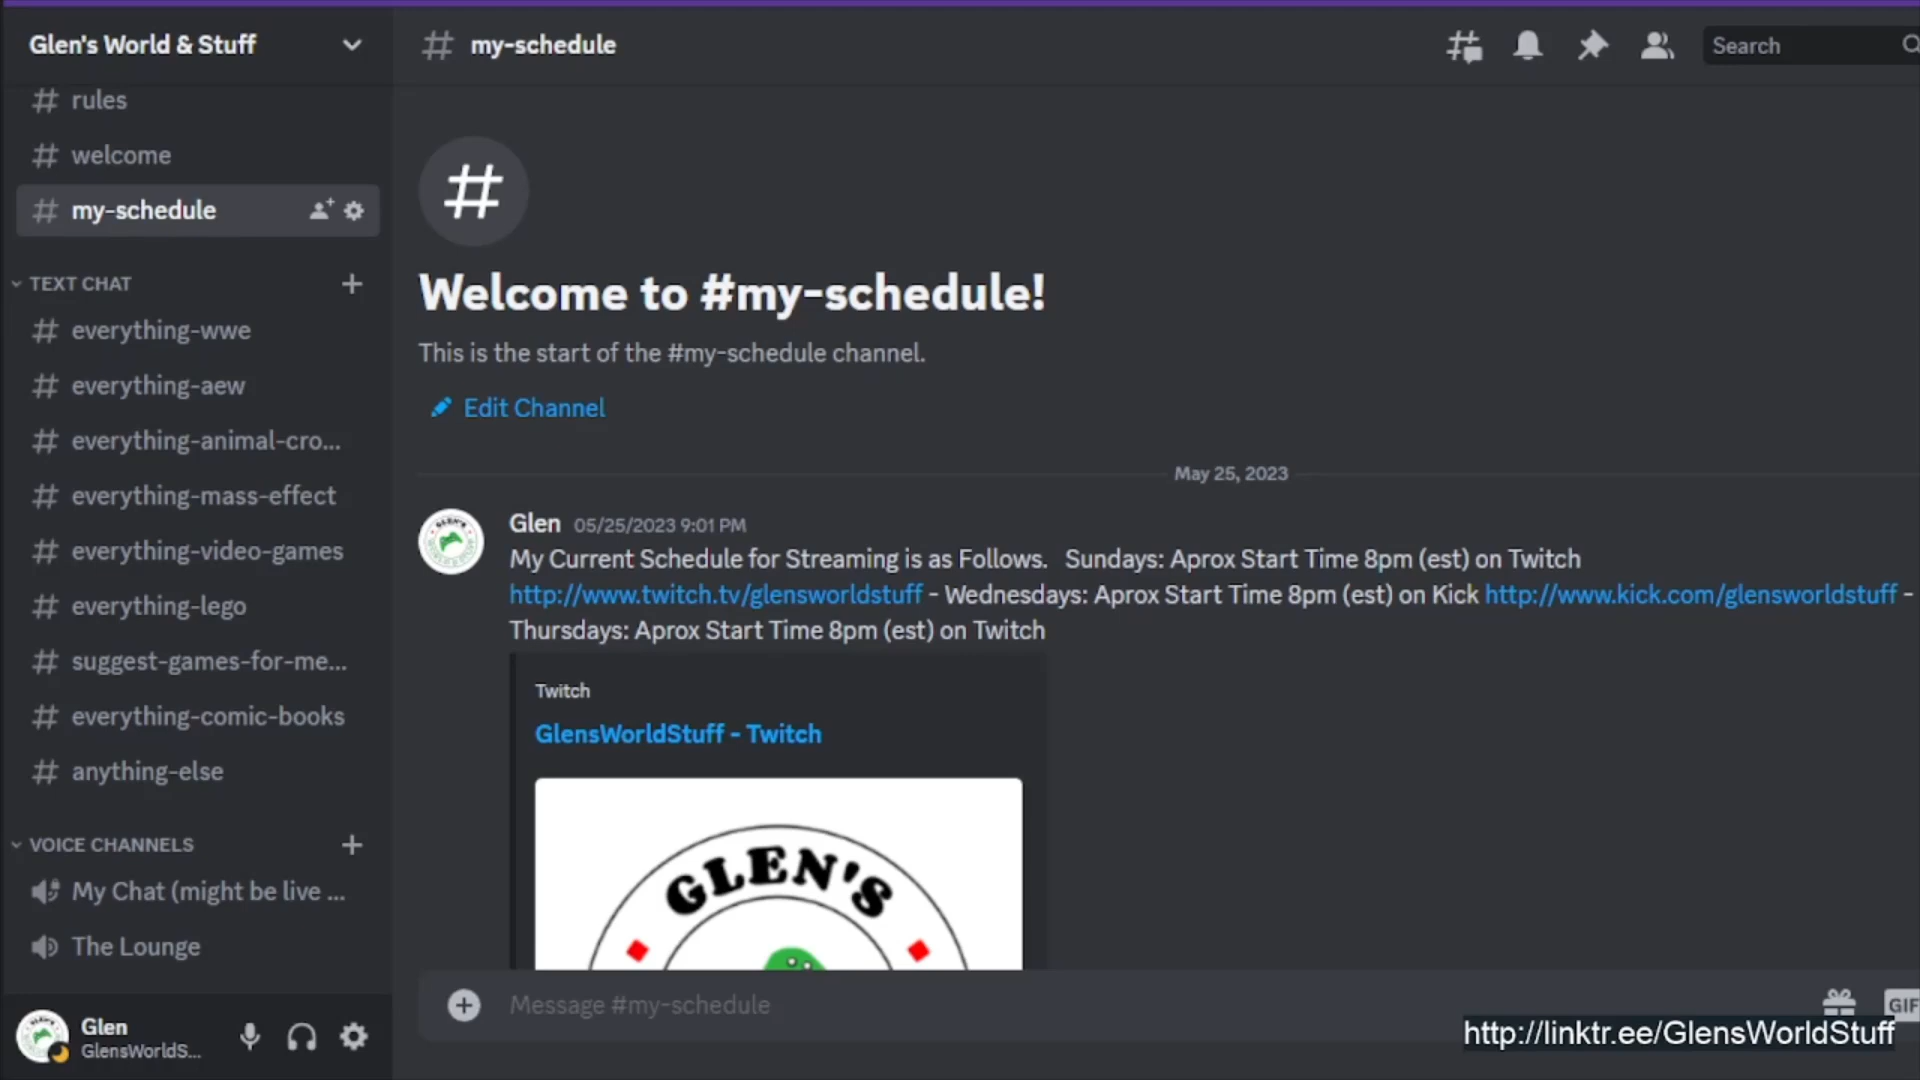 Glen's World & Stuff
rules
welcome
my-schedule
TEXT CHAT
everything-wwe
everything-aew
everything-animal-cro...
everything-mass-effect
everything-video-games
everything-lego
suggest-games-for-me...
everything-comic-books
anything-else
VOICE CHANNELS
My Chat (might be live ...
The Lounge
Glen
GlensWorldS...
# my-schedule
Search
#
Welcome to #my-schedule!
This is the start of the #my-schedule channel.
Edit Channel
May 25, 2023
Glen 05/25/2023 9:01 PM
My Current Schedule for Streaming is as Follows. Sundays: Aprox Start Time 8pm (est) on Twitch
http://www.twitch.tv/glensworldstuff - Wednesdays: Aprox Start Time 8pm (est) on Kick http://www.kick.com/glensworldstuff -
Thursdays: Aprox Start Time 8pm (est) on Twitch
Twitch
GlensWorldStuff - Twitch
GLEN'S
Message #my-schedule
GIF
http://linktr.ee/GlensWorldStuff